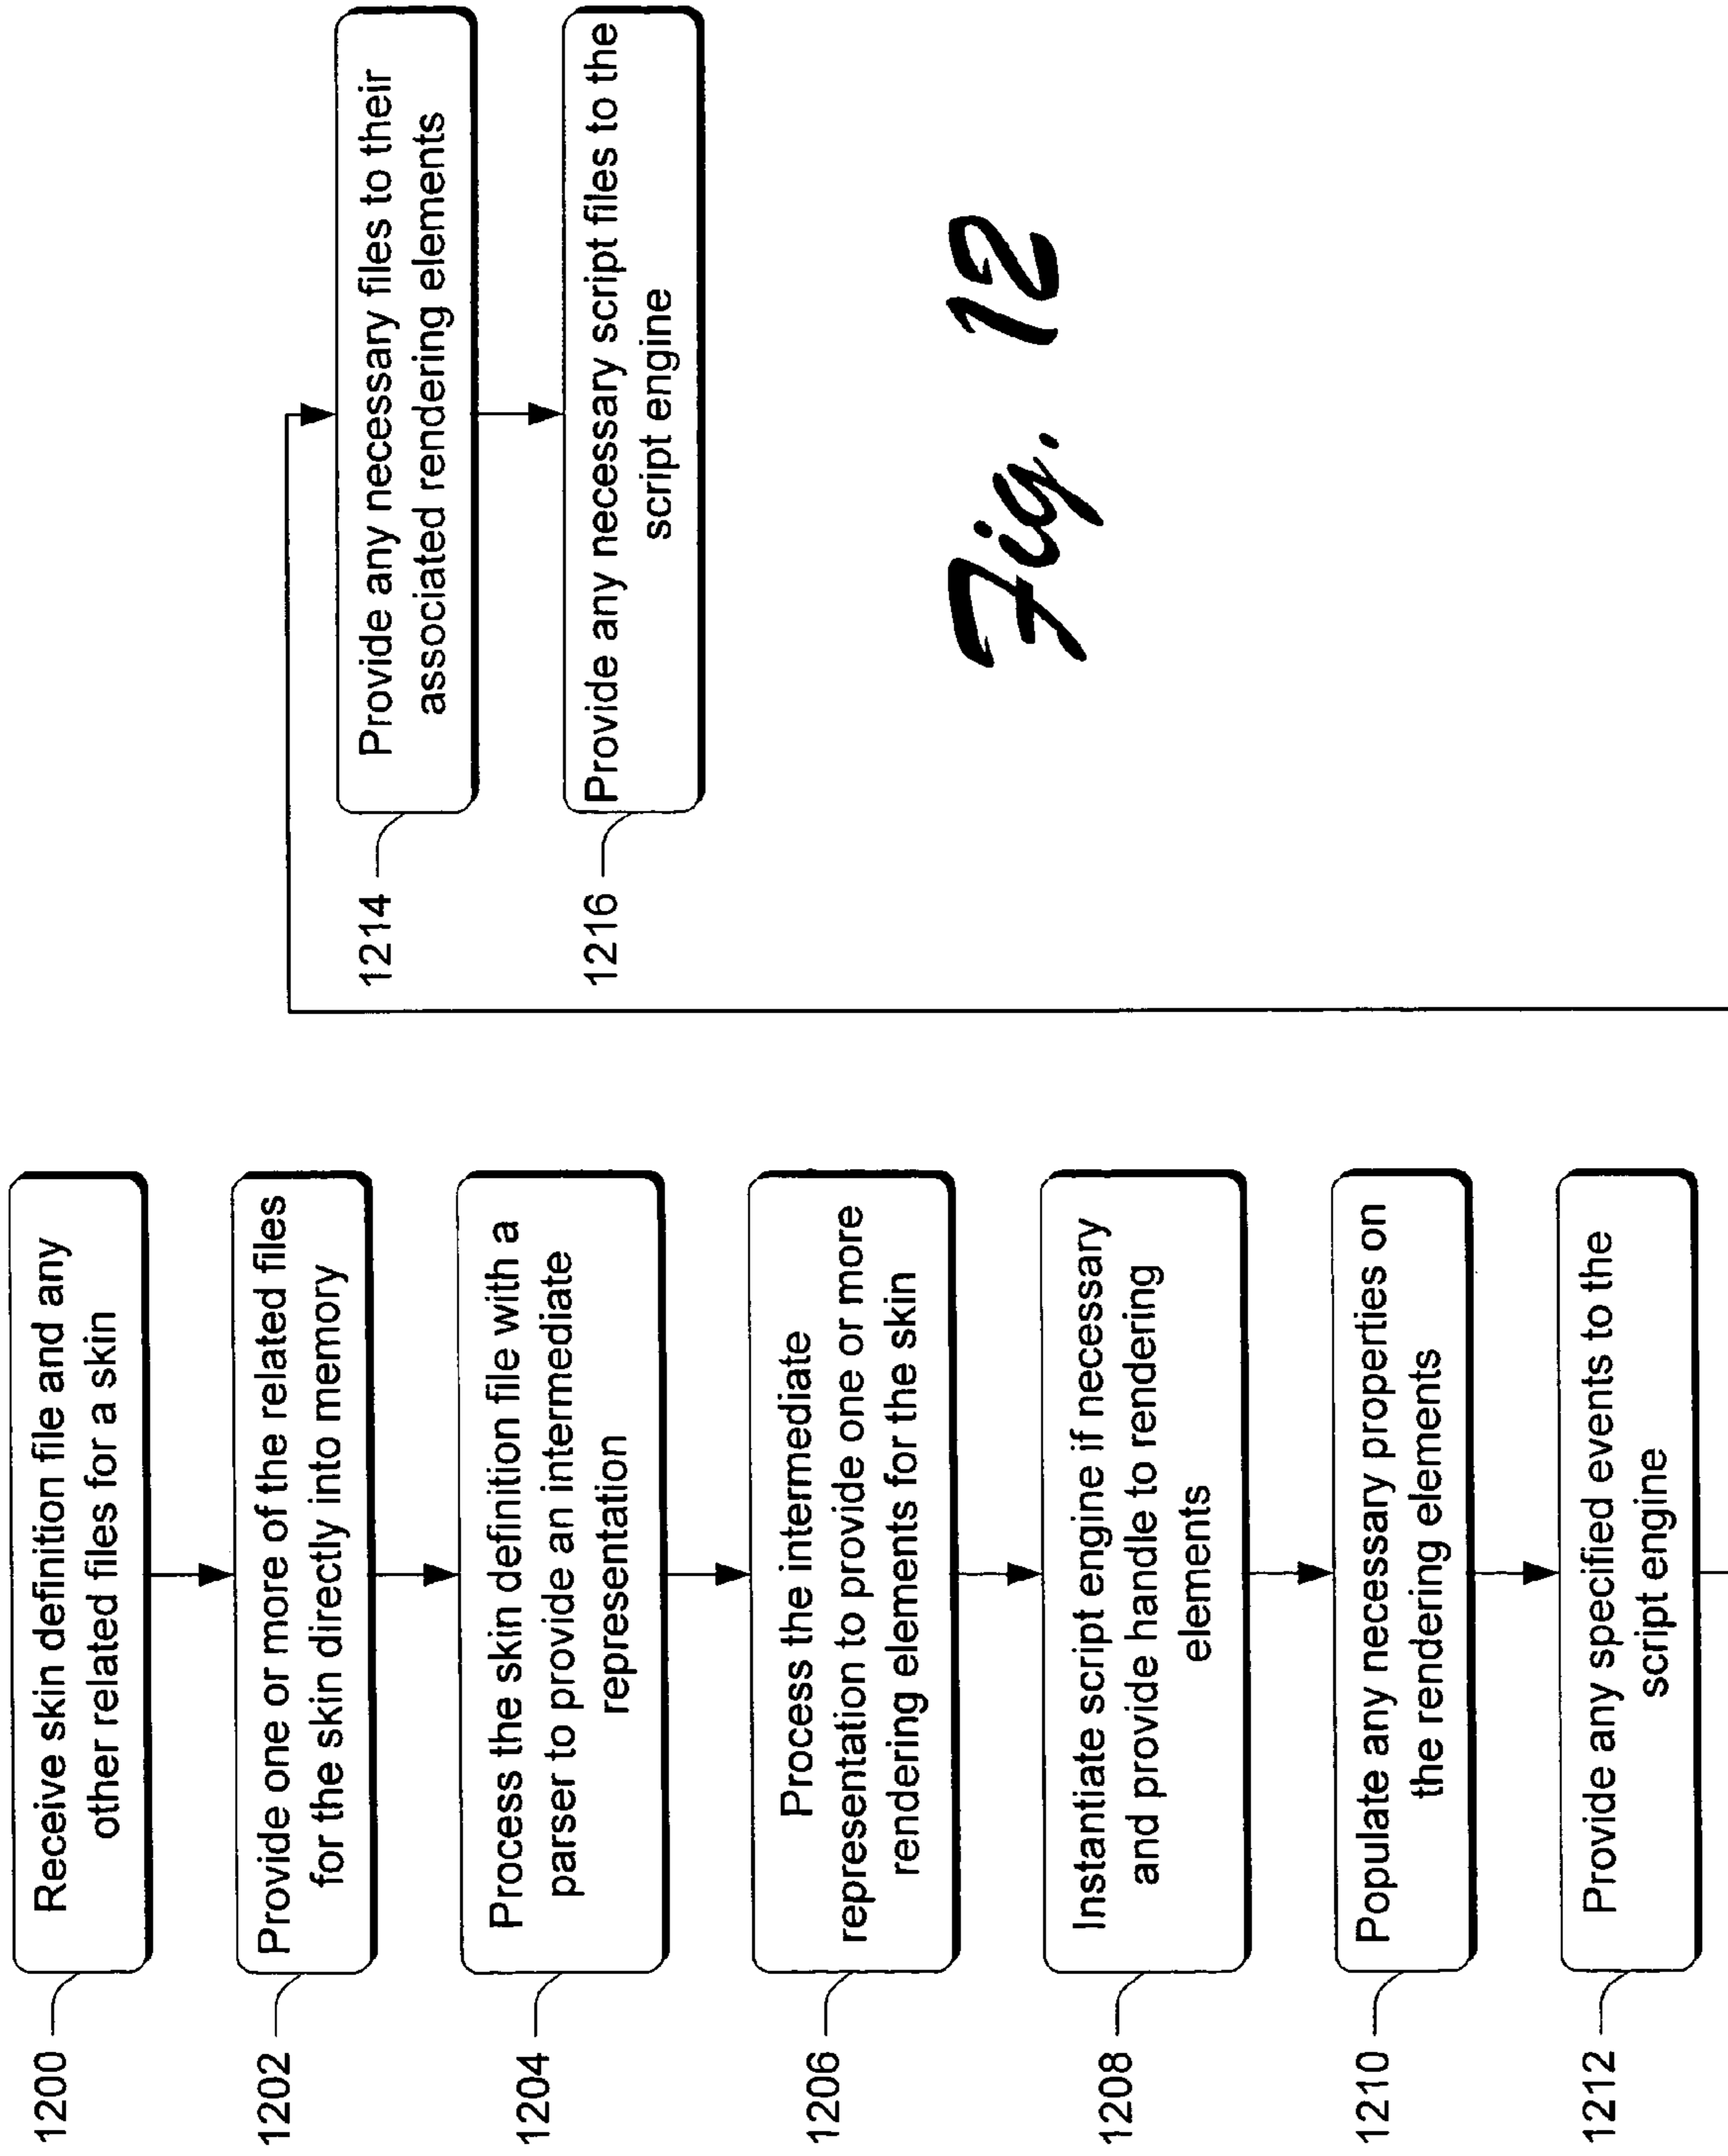 1200
Receive skin definition file and any
other related files for a skin
1202
Provide one or more of the related files
for the skin directly into memory
1204
Process the skin definition file with a
parser to provide an intermediate
representation
1206
Process the intermediate
representation to provide one or more
rendering elements for the skin
1208
Instantiate script engine if necessary
and provide handle to rendering
elements
1210
Populate any necessary properties on
the rendering elements
1212
Provide any specified events to the
script engine
1214
Provide any necessary files to their
associated rendering elements
1216
Provide any necessary script files to the
script engine
Fig. 12